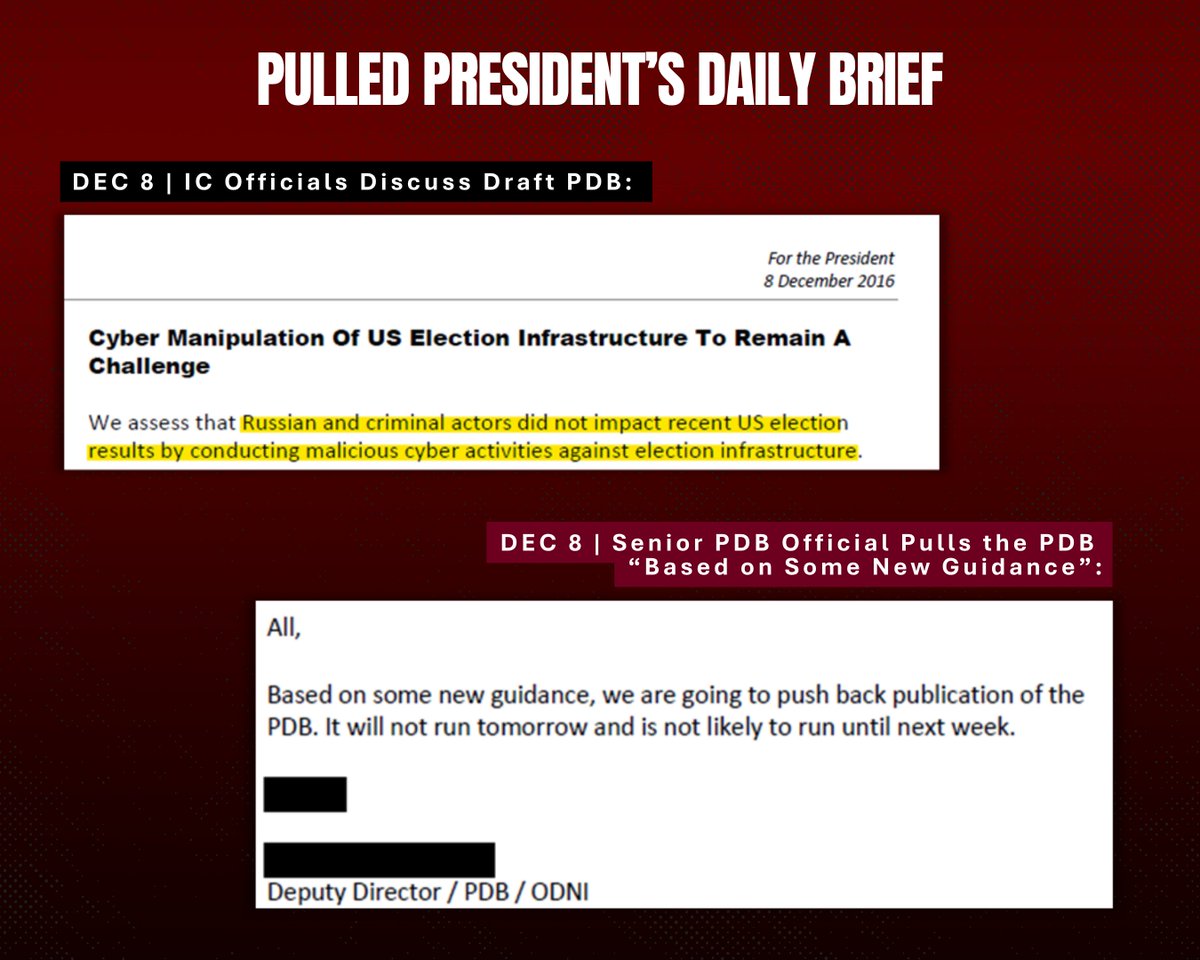 PULLED PRESIDENT'S DAILY BRIEF
DEC 8 | IC Officials Discuss Draft PDB:
For the President
8 December 2016
Cyber Manipulation Of US Election Infrastructure To Remain A
Challenge
We assess that Russian and criminal actors did not impact recent US election
results by conducting malicious cyber activities against election infrastructure.
DEC 8 | Senior PDB Official Pulls the PDB
“Based on Some New Guidance”:
All,
Based on some new guidance, we are going to push back publication of the
PDB. It will not run tomorrow and is not likely to run until next week.
Deputy Director / PDB / ODNI